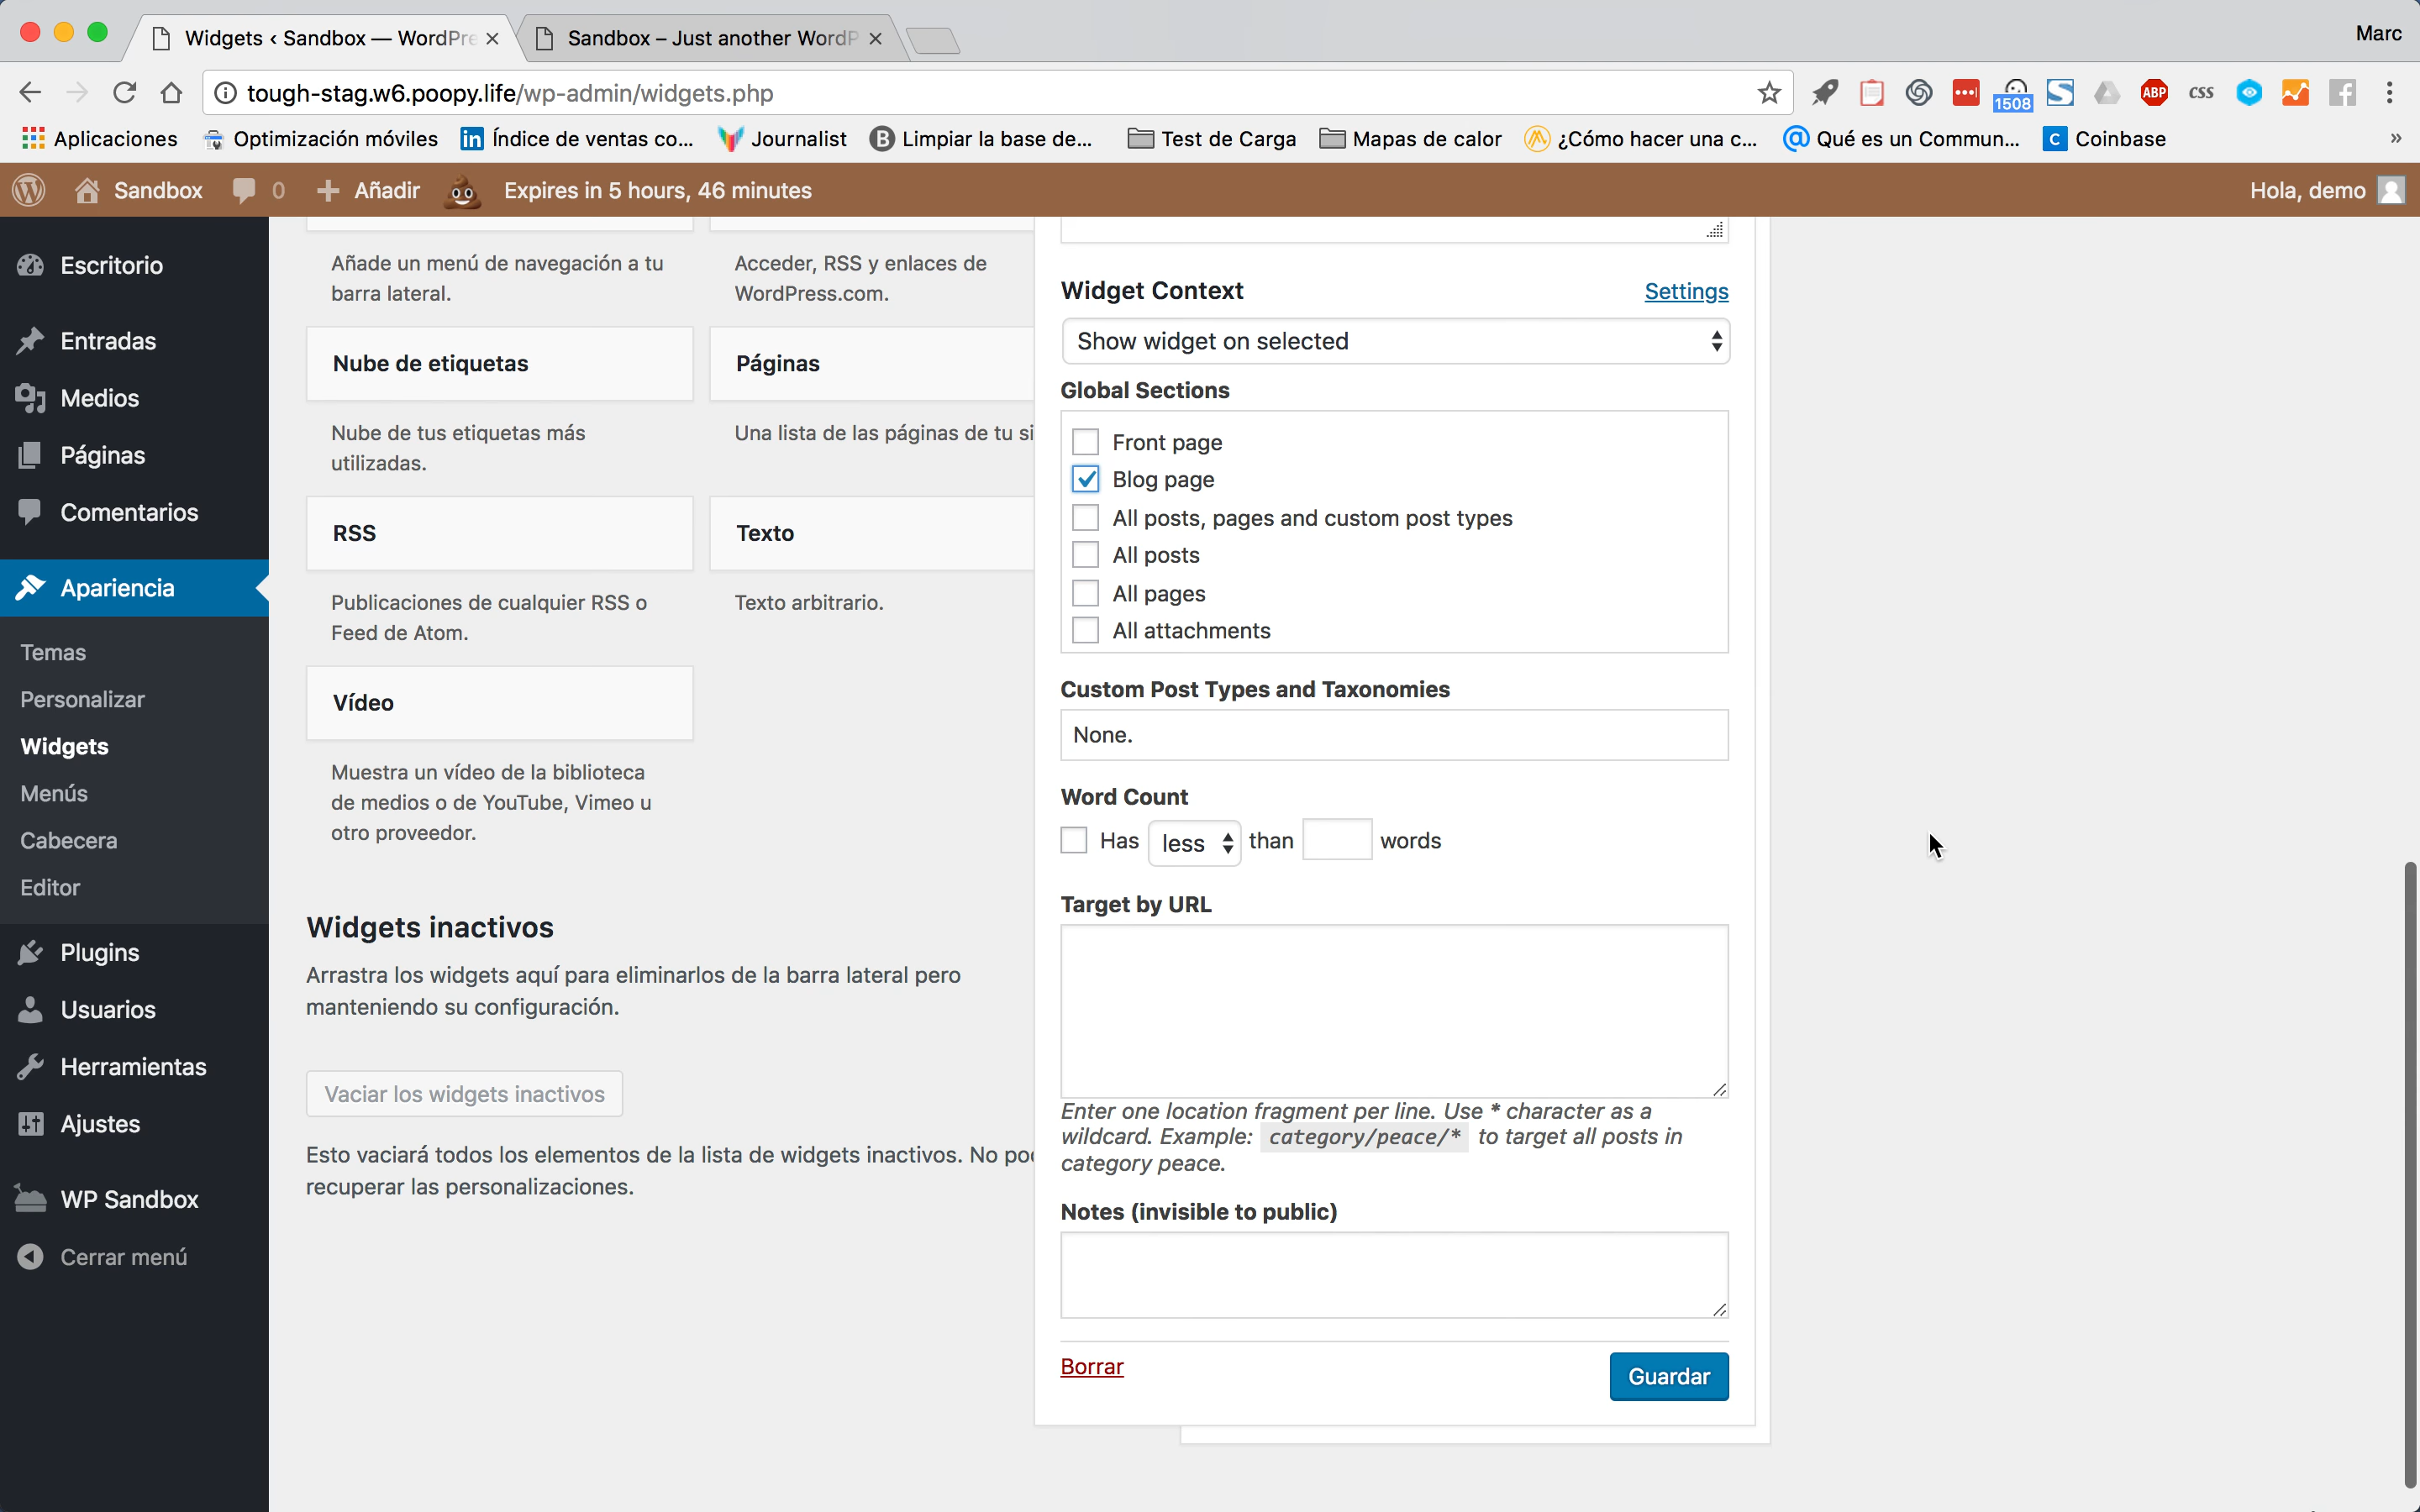 Widgets ‹ Sandbox — WordPre
Sandbox – Just another WordP
Marc
tough-stag.w6.poopy.life/wp-admin/widgets.php
1508
ABP
css
Aplicaciones
Optimización móviles
in
Índice de ventas co...
Journalist
B
Limpiar la base de...
Test de Carga
Mapas de calor
¿Cómo hacer una c...
@
Qué es un Commun...
C
Coinbase
»
Sandbox
0
Añadir
Expires in 5 hours, 46 minutes
Hola, demo
Escritorio
Entradas
Medios
Páginas
Comentarios
Apariencia
Temas
Personalizar
Widgets
Menús
Cabecera
Editor
Plugins
Usuarios
Herramientas
Ajustes
WP Sandbox
Cerrar menú
Añade un menú de navegación a tu
barra lateral.
Acceder, RSS y enlaces de
WordPress.com.
Nube de etiquetas
Páginas
Nube de tus etiquetas más
utilizadas.
Una lista de las páginas de tu si
RSS
Texto
Publicaciones de cualquier RSS o
Feed de Atom.
Texto arbitrario.
Vídeo
Muestra un vídeo de la biblioteca
de medios o de YouTube, Vimeo u
otro proveedor.
Widgets inactivos
Arrastra los widgets aquí para eliminarlos de la barra lateral pero
manteniendo su configuración.
Vaciar los widgets inactivos
Esto vaciará todos los elementos de la lista de widgets inactivos. No po
recuperar las personalizaciones.
Widget Context
Settings
Show widget on selected
Global Sections
Front page
Blog page
All posts, pages and custom post types
All posts
All pages
All attachments
Custom Post Types and Taxonomies
None.
Word Count
Has less than words
Target by URL
Enter one location fragment per line. Use * character as a
wildcard. Example: category/peace/* to target all posts in
category peace.
Notes (invisible to public)
Borrar
Guardar